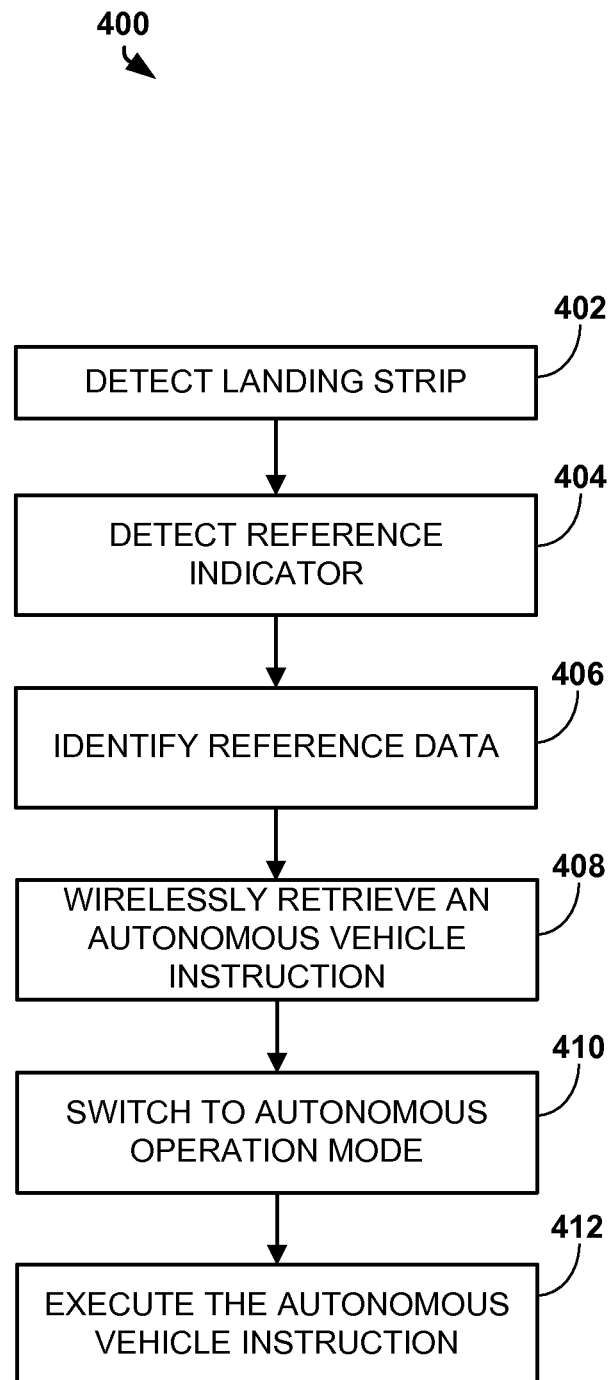 400
402
DETECT LANDING STRIP
404
DETECT REFERENCE
INDICATOR
406
IDENTIFY REFERENCE DATA
408
WIRELESSLY RETRIEVE AN
AUTONOMOUS VEHICLE
INSTRUCTION
410
SWITCH TO AUTONOMOUS
OPERATION MODE
412
EXECUTE THE AUTONOMOUS
VEHICLE INSTRUCTION